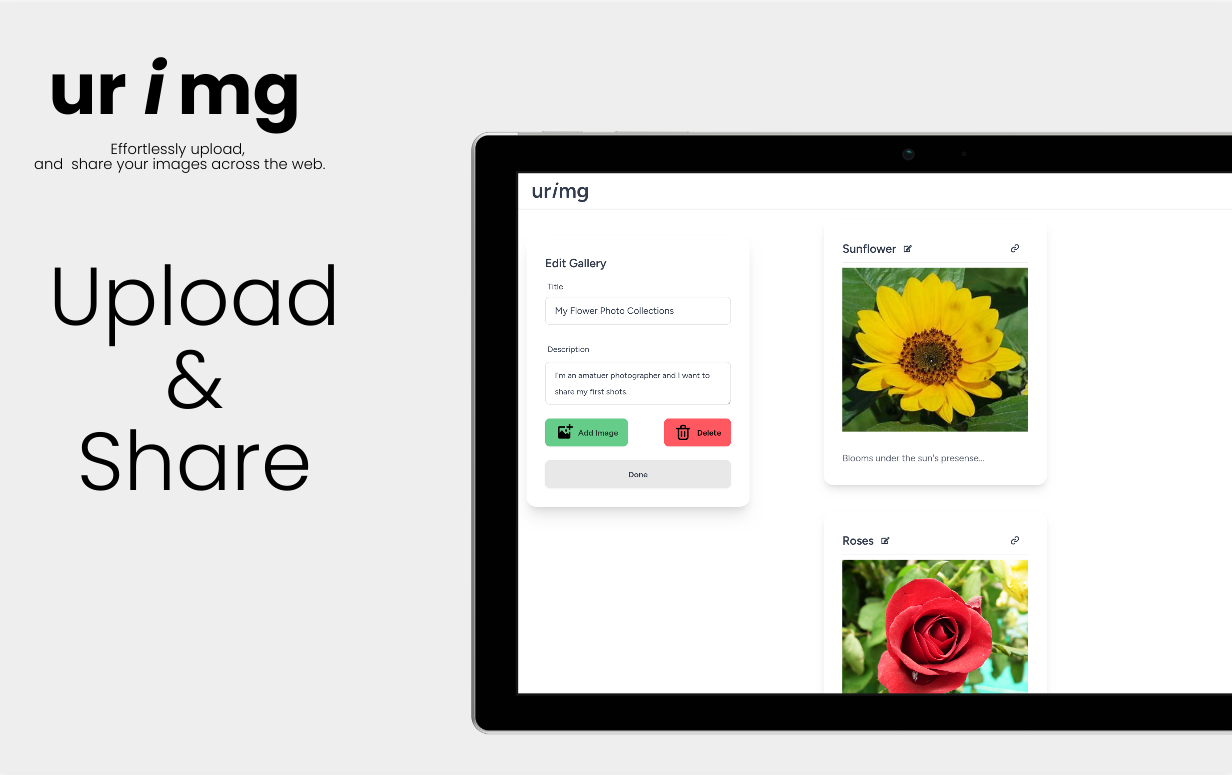 ur i mg
Effortlessly upload,
and  share your images across the web.
Upload
&
Share
urimg
Edit Gallery
Title
My Flower Photo Collections
Description
I'm an amatuer photographer and I want to
share my first shots.
Add Image
Delete
Done
Sunflower
Blooms under the sun's presense...
Roses